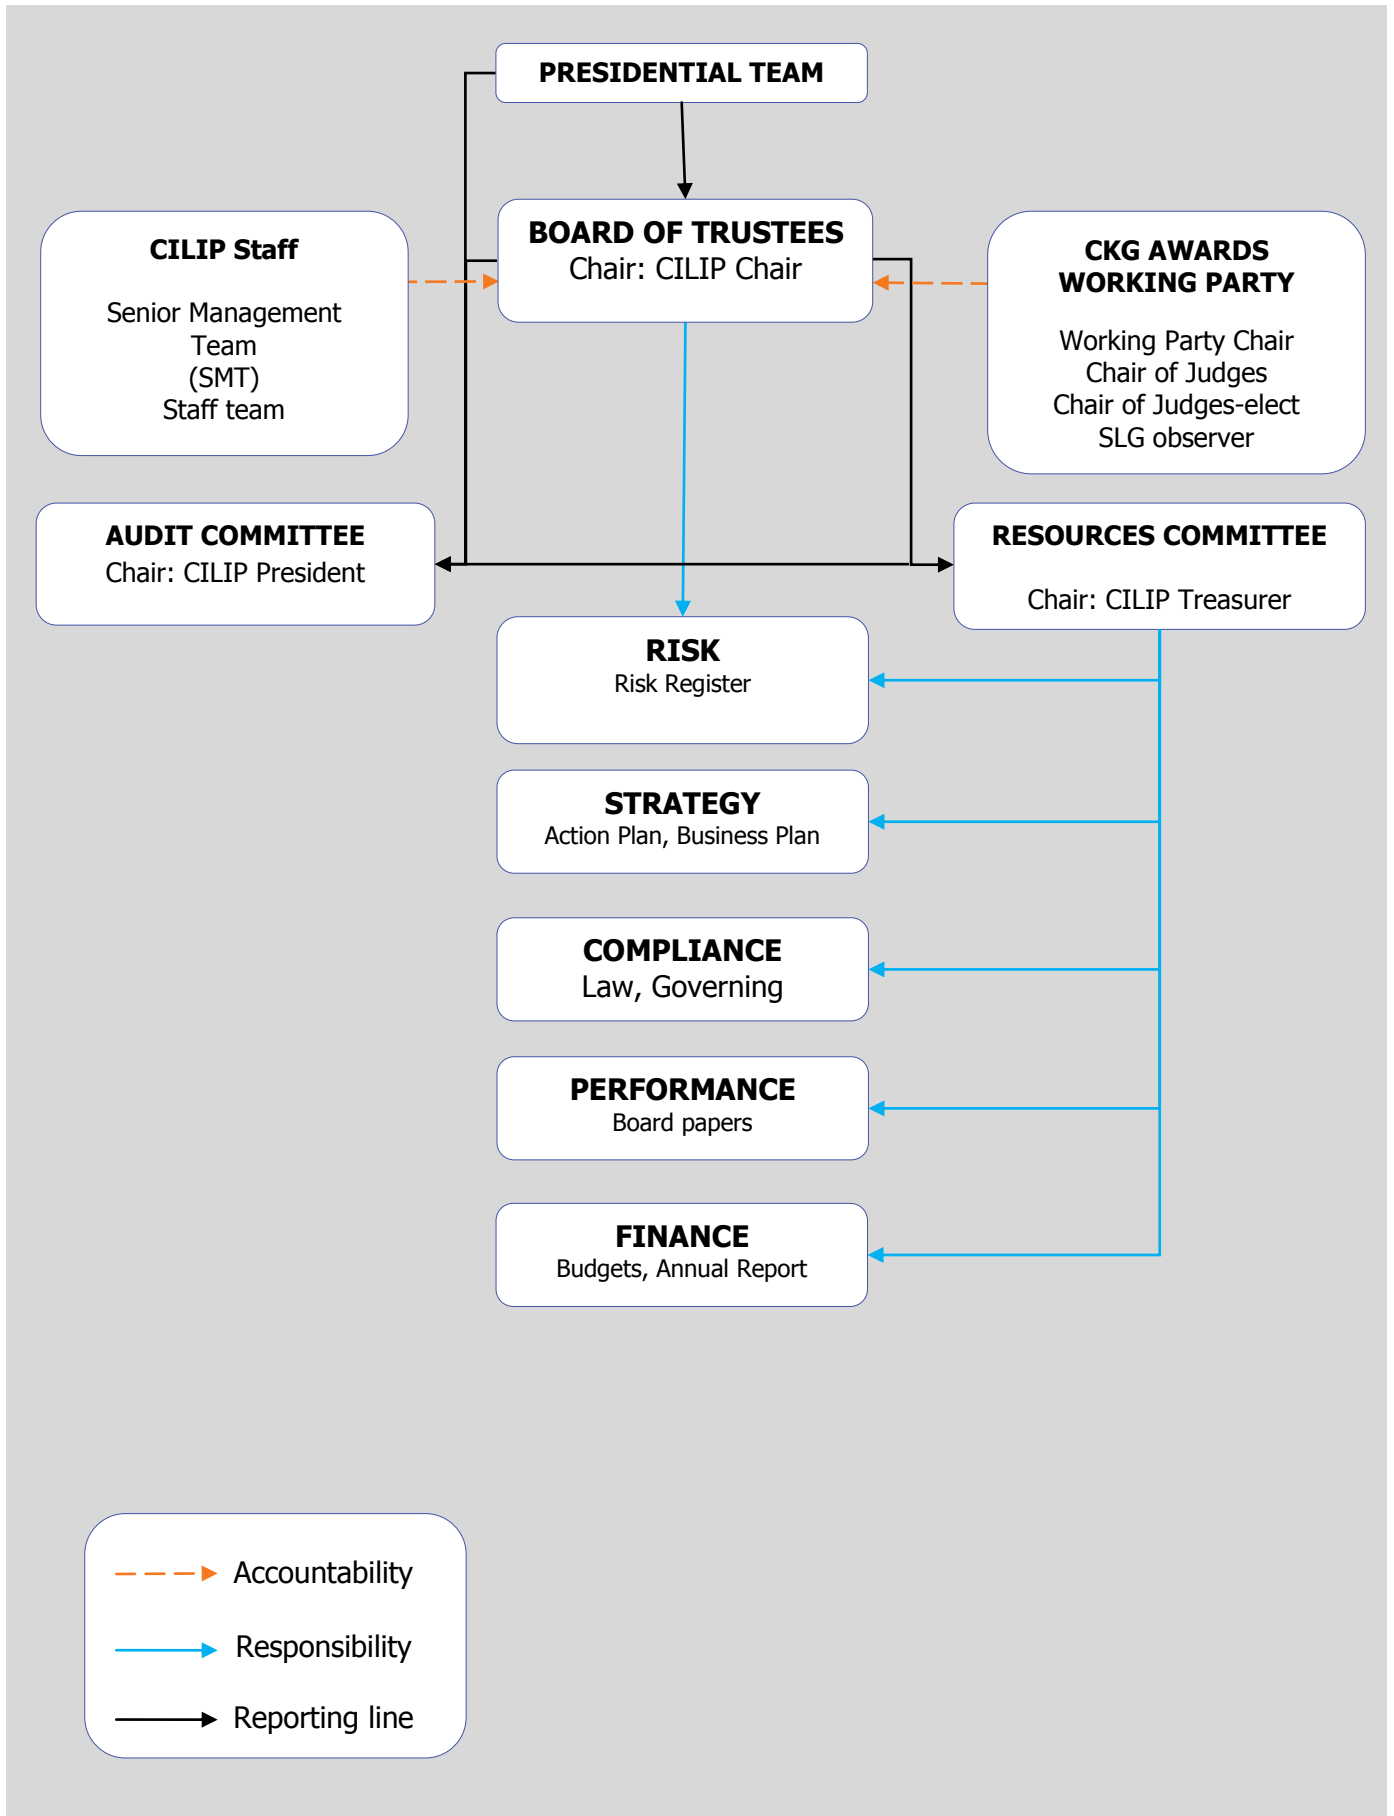 PRESIDENTIAL TEAM
BOARD OF TRUSTEES
Chair: CILIP Chair
CILIP Staff
Senior Management
Team
(SMT)
Staff team
CKG AWARDS
WORKING PARTY
Working Party Chair
Chair of Judges
Chair of Judges-elect
SLG observer
AUDIT COMMITTEE
Chair: CILIP President
RESOURCES COMMITTEE
Chair: CILIP Treasurer
RISK
Risk Register
STRATEGY
Action Plan, Business Plan
COMPLIANCE
Law, Governing
PERFORMANCE
Board papers
FINANCE
Budgets, Annual Report
Accountability
Responsibility
Reporting line